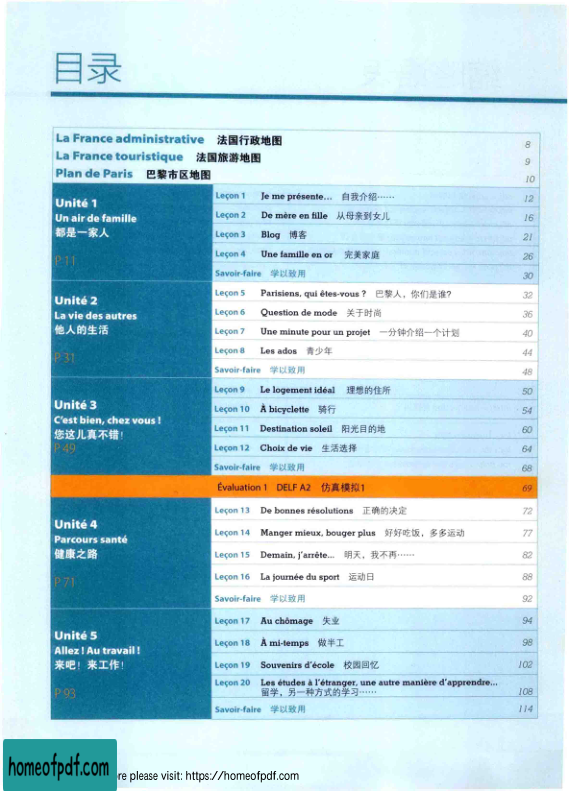 目录
La France administrative 法国行政地图 8
La France touristique 法国旅游地图 9
Plan de Paris 巴黎市区地图 10
Unité 1
Un air de famille
都是一家人
P 11
Leçon 1 Je me présente... 自我介绍…… 12
Leçon 2 De mère en fille 从母亲到女儿 16
Leçon 3 Blog 博客 21
Leçon 4 Une famille en or 完美家庭 26
Savoir-faire 学以致用 30
Unité 2
La vie des autres
他人的生活
P 31
Leçon 5 Parisiens, qui êtes-vous ? 巴黎人，你们是谁? 32
Leçon 6 Question de mode 关于时尚 36
Leçon 7 Une minute pour un projet 一分钟介绍一个计划 40
Leçon 8 Les ados 青少年 44
Savoir-faire 学以致用 48
Unité 3
C'est bien, chez vous !
您这儿真不错！
P 49
Leçon 9 Le logement idéal 理想的住所 50
Leçon 10 À bicyclette 骑行 54
Leçon 11 Destination soleil 阳光目的地 60
Leçon 12 Choix de vie 生活选择 64
Savoir-faire 学以致用 68
Évaluation 1 DELF A2 仿真模拟1 69
Unité 4
Parcours santé
健康之路
P 71
Leçon 13 De bonnes résolutions 正确的决定 72
Leçon 14 Manger mieux, bouger plus 好好吃饭，多多运动 77
Leçon 15 Demain, j'arrête... 明天，我不再…… 82
Leçon 16 La journée du sport 运动日 88
Savoir-faire 学以致用 92
Unité 5
Allez ! Au travail !
来吧！来工作！
P 93
Leçon 17 Au chômage 失业 94
Leçon 18 À mi-temps 做半工 98
Leçon 19 Souvenirs d'école 校园回忆 102
Leçon 20 Les études à l'étranger, une autre manière d'apprendre...
留学，另一种方式的学习…… 108
Savoir-faire 学以致用 114
homeofpdf.com
re please visit: https://homeofpdf.com